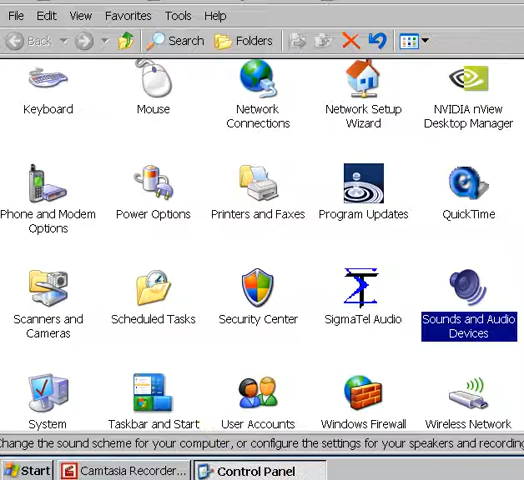 File Edit View Favorites Tools Help
Back Search Folders
Keyboard Mouse Network Connections Network Setup Wizard NVIDIA nView Desktop Manager
Phone and Modem Options Power Options Printers and Faxes Program Updates QuickTime
Scanners and Cameras Scheduled Tasks Security Center SigmaTel Audio Sounds and Audio Devices
System Taskbar and Start User Accounts Windows Firewall Wireless Network
Change the sound scheme for your computer, or configure the settings for your speakers and recording
Start Camtasia Recorder... Control Panel